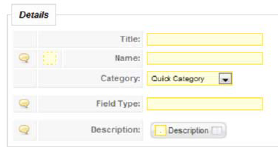 Details
Title:
Name:
Category: Quick Category
Field Type:
Description: Description